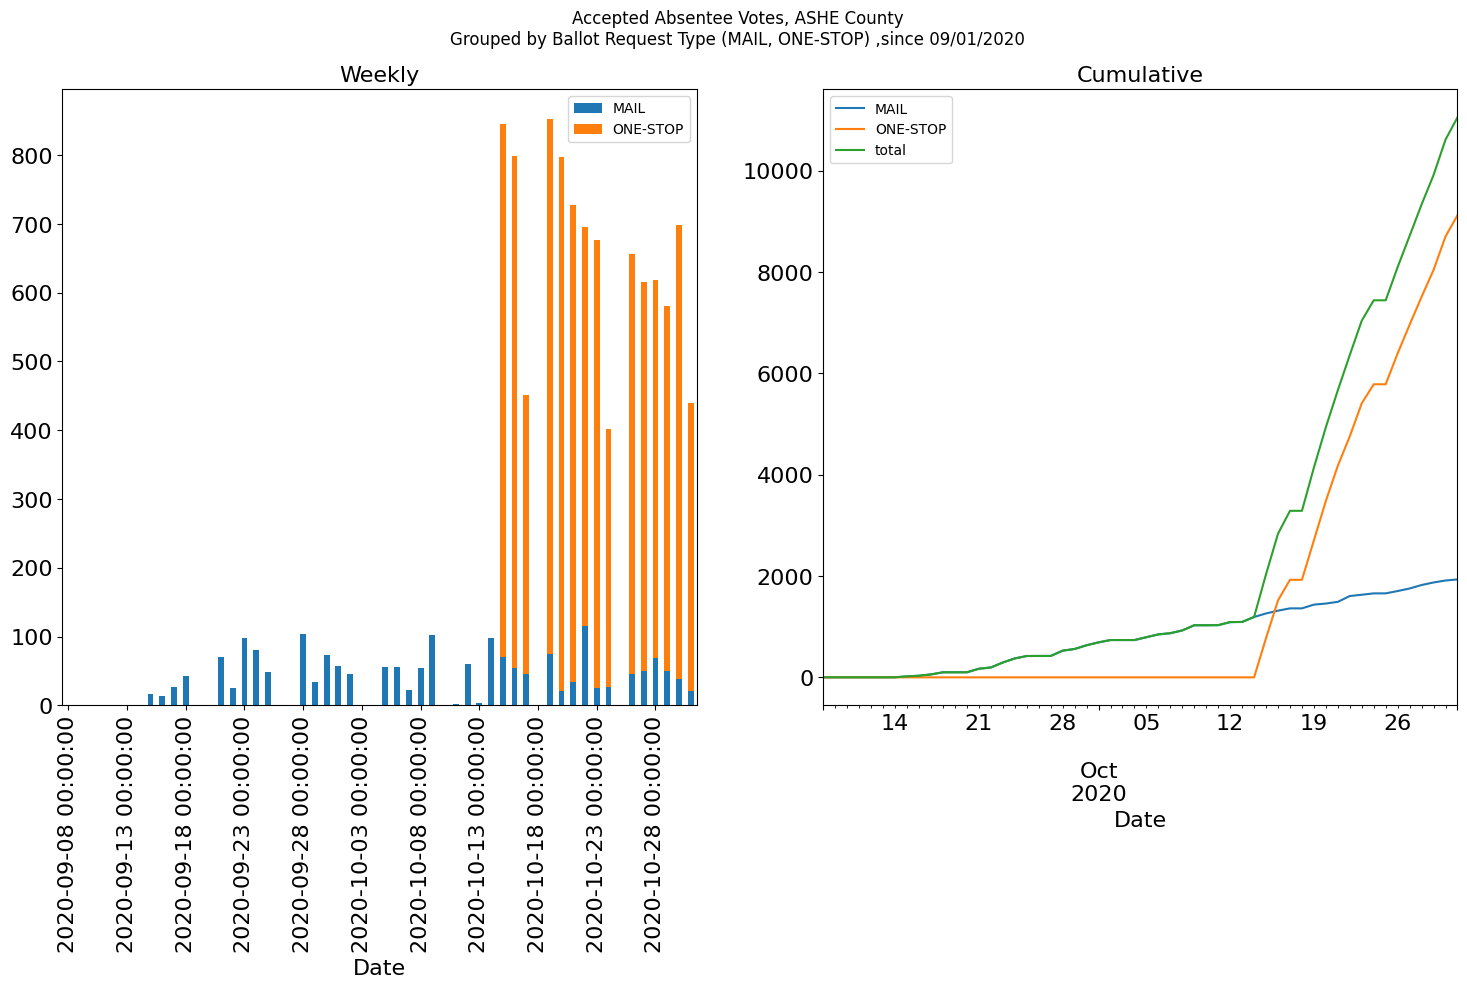 Accepted Absentee Votes, ASHE County
Grouped by Ballot Request Type (MAIL, ONE-STOP) ,since 09/01/2020
Weekly
MAIL
ONE-STOP
800
700
600
500
400
300
200
100
0
2020-09-08 00:00:00
2020-09-13 00:00:00
2020-09-18 00:00:00
2020-09-23 00:00:00
2020-09-28 00:00:00
2020-10-03 00:00:00
2020-10-08 00:00:00
2020-10-13 00:00:00
2020-10-18 00:00:00
2020-10-23 00:00:00
2020-10-28 00:00:00
Date
Cumulative
MAIL
ONE-STOP
total
10000
8000
6000
4000
2000
0
14 21 28 05 12 19 26
Oct
2020
Date